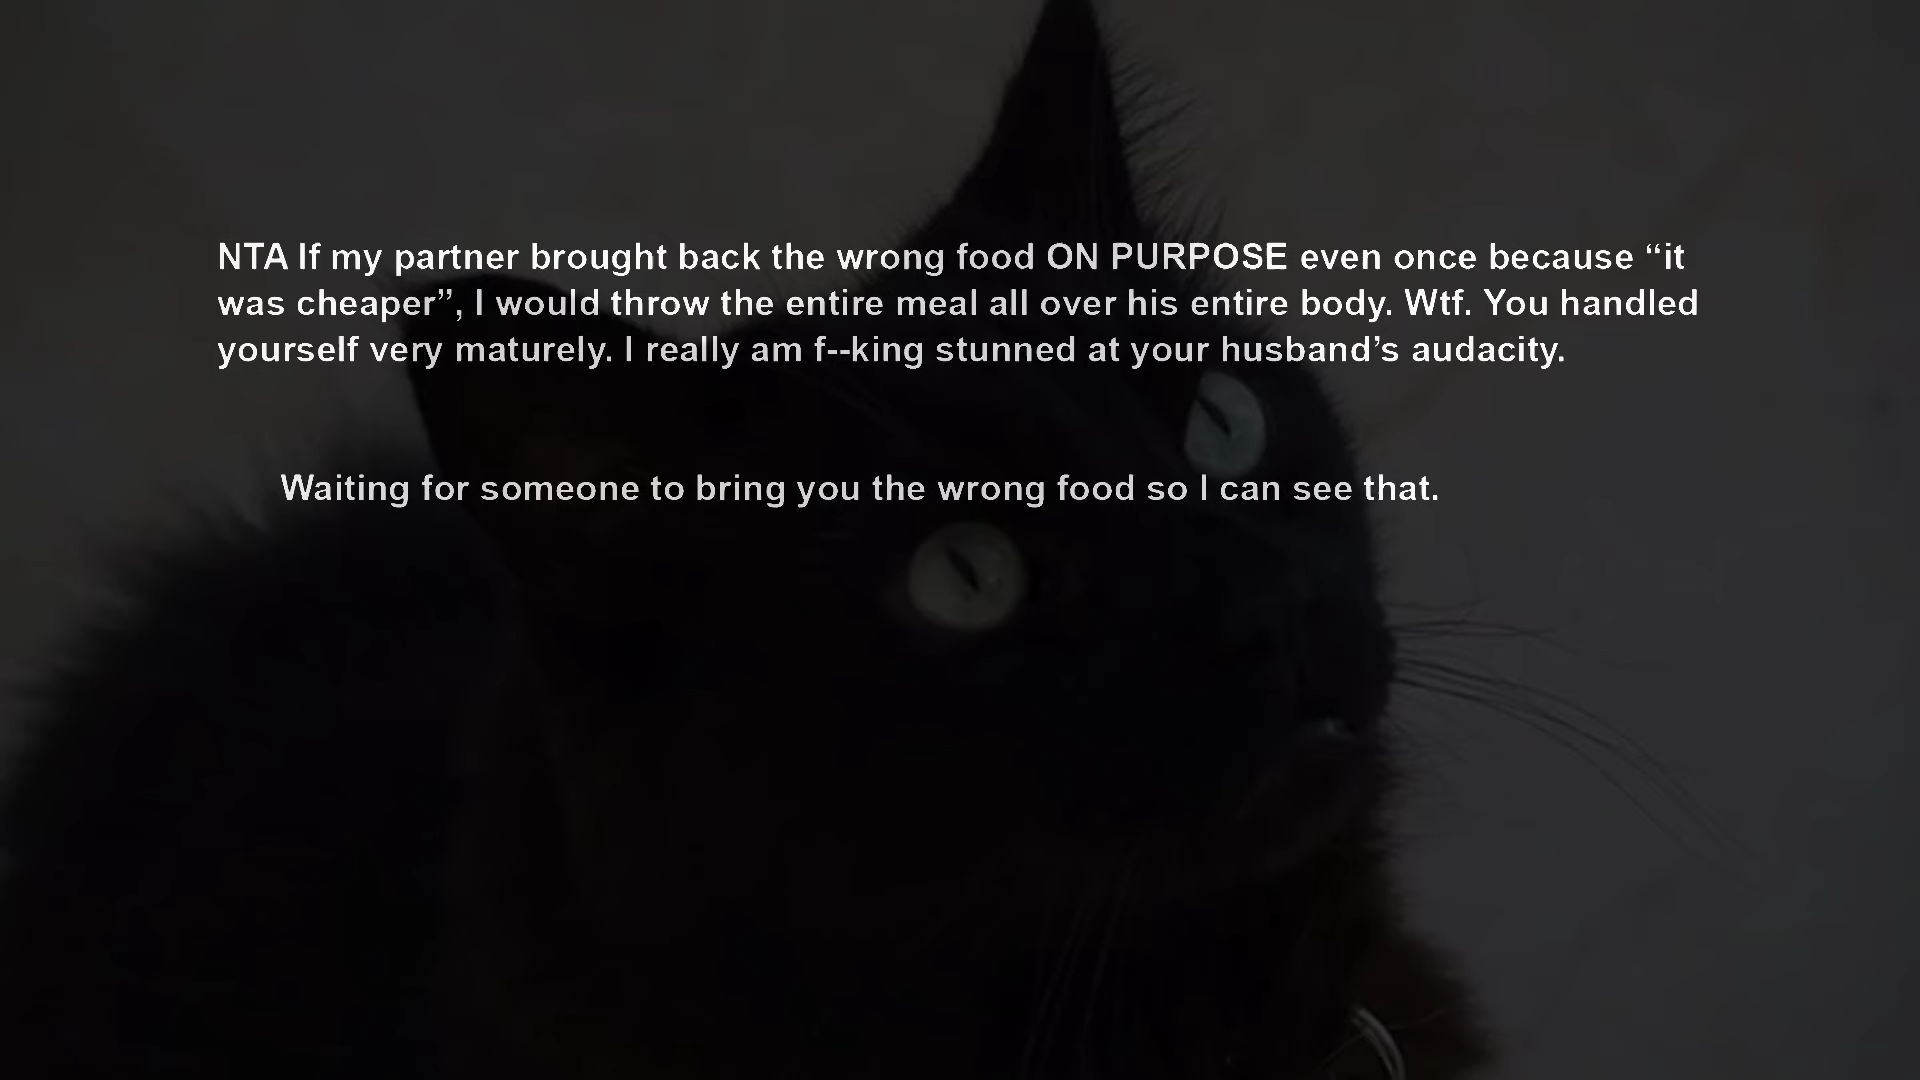 NTA If my partner brought back the wrong food ON PURPOSE even once because “it
was cheaper”, I would throw the entire meal all over his entire body. Wtf. You handled
yourself very maturely. I really am f--king stunned at your husband’s audacity.
Waiting for someone to bring you the wrong food so I can see that.